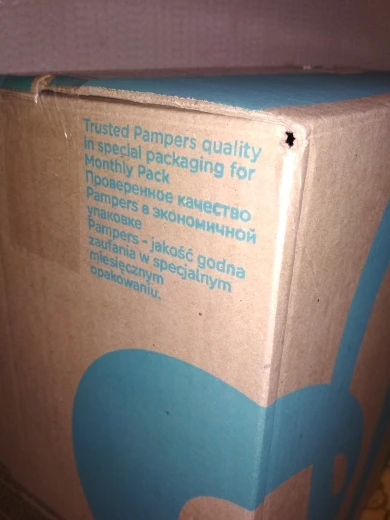 Trusted Pampers quality
in special packaging for
Monthly Pack
Проверенное качество
Pampers в экономичной
упаковке
Pampers - jakość godna
zaufania w specjalnym
miesięcznym
opakowaniu.